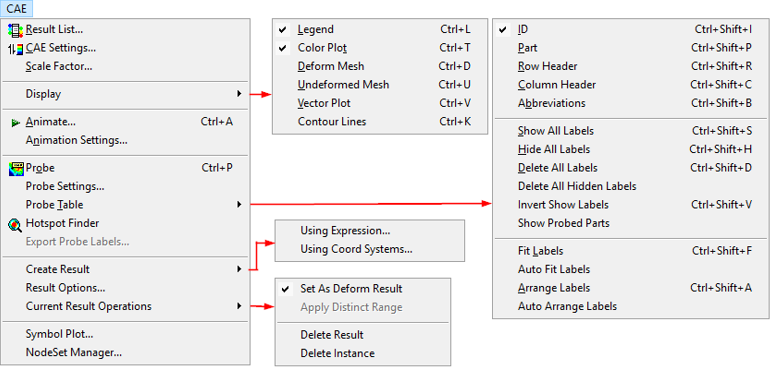 CAE
Result List...
CAE Settings...
Scale Factor...
Display
Animate... Ctrl+A
Animation Settings...
Probe Ctrl+P
Probe Settings...
Probe Table
Hotspot Finder
Export Probe Labels...
Create Result
Result Options...
Current Result Operations
Symbol Plot...
NodeSet Manager...
Legend Ctrl+L
Color Plot Ctrl+T
Deform Mesh Ctrl+D
Undeformed Mesh Ctrl+U
Vector Plot Ctrl+V
Contour Lines Ctrl+K
Using Expression...
Using Coord Systems...
Set As Deform Result
Apply Distinct Range
Delete Result
Delete Instance
ID Ctrl+Shift+I
Part Ctrl+Shift+P
Row Header Ctrl+Shift+R
Column Header Ctrl+Shift+C
Abbreviations Ctrl+Shift+B
Show All Labels Ctrl+Shift+S
Hide All Labels Ctrl+Shift+H
Delete All Labels Ctrl+Shift+D
Delete All Hidden Labels
Invert Show Labels Ctrl+Shift+V
Show Probed Parts
Fit Labels Ctrl+Shift+F
Auto Fit Labels
Arrange Labels Ctrl+Shift+A
Auto Arrange Labels